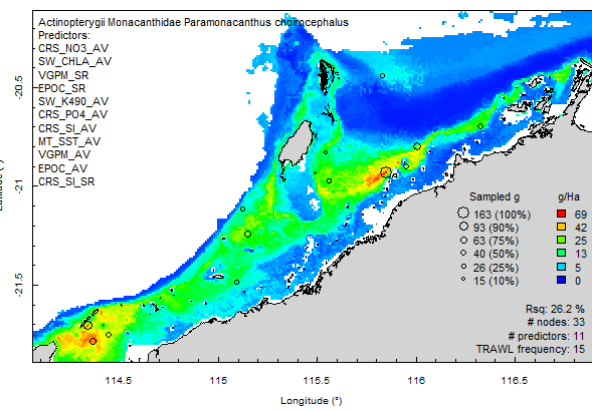 Actinopterygii Monacanthidae Paramonacanthus choirocephalus
Predictors:
CRS_NO3_AV
SW_CHLA_AV
VGPM_SR
EPOC_SR
SW_K490_AV
CRS_PO4_AV
CRS_SI_AV
MT_SST_AV
VGPM_AV
EPOC_AV
CRS_SI_SR
-20.5
-21
-21.5
Sampled g
163 (100%)
93 (90%)
63 (75%)
40 (50%)
26 (25%)
15 (10%)
g/Ha
69
42
25
13
5
0
Rsq: 26.2 %
# nodes: 33
# predictors: 11
TRAWL frequency: 15
114.5 115 115.5 116 116.5
Longitude (°)